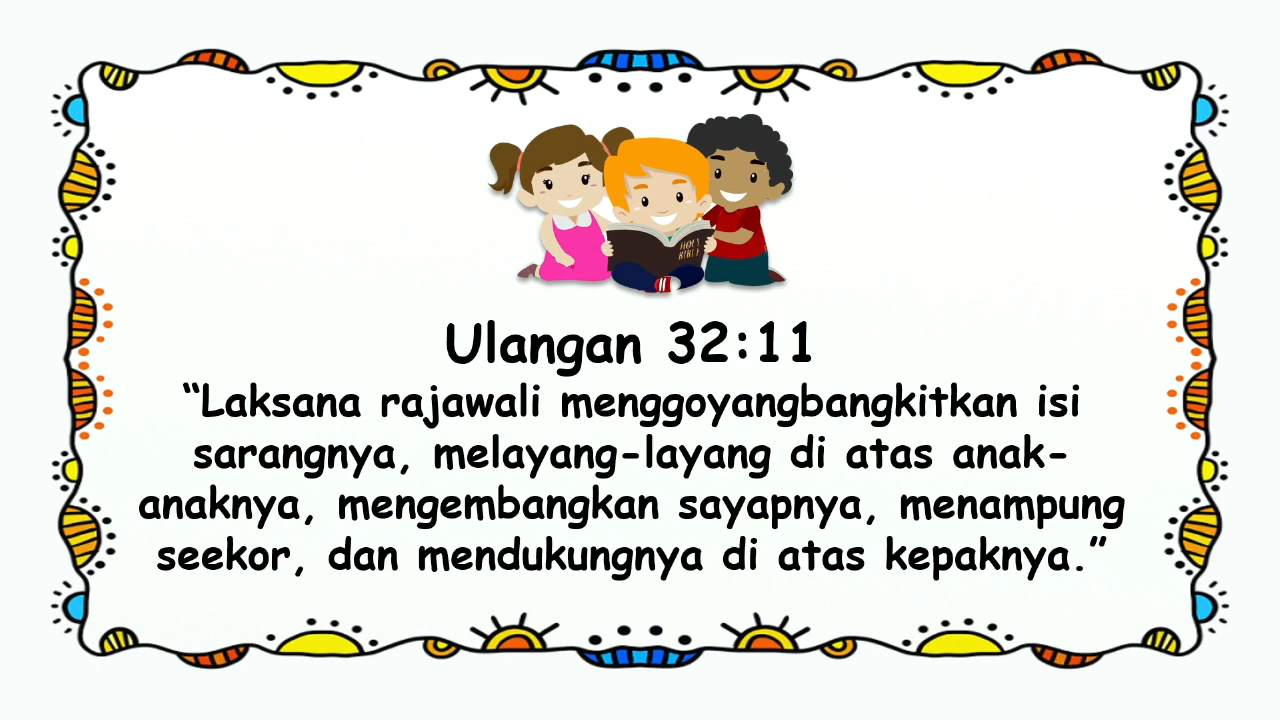 HOLY
BIBLE
Ulangan 32:11
“Laksana rajawali menggoyangbangkitkan isi
sarangnya, melayang-layang di atas anak-
anaknya, mengembangkan sayapnya, menampung
seekor, dan mendukungnya di atas kepaknya.”